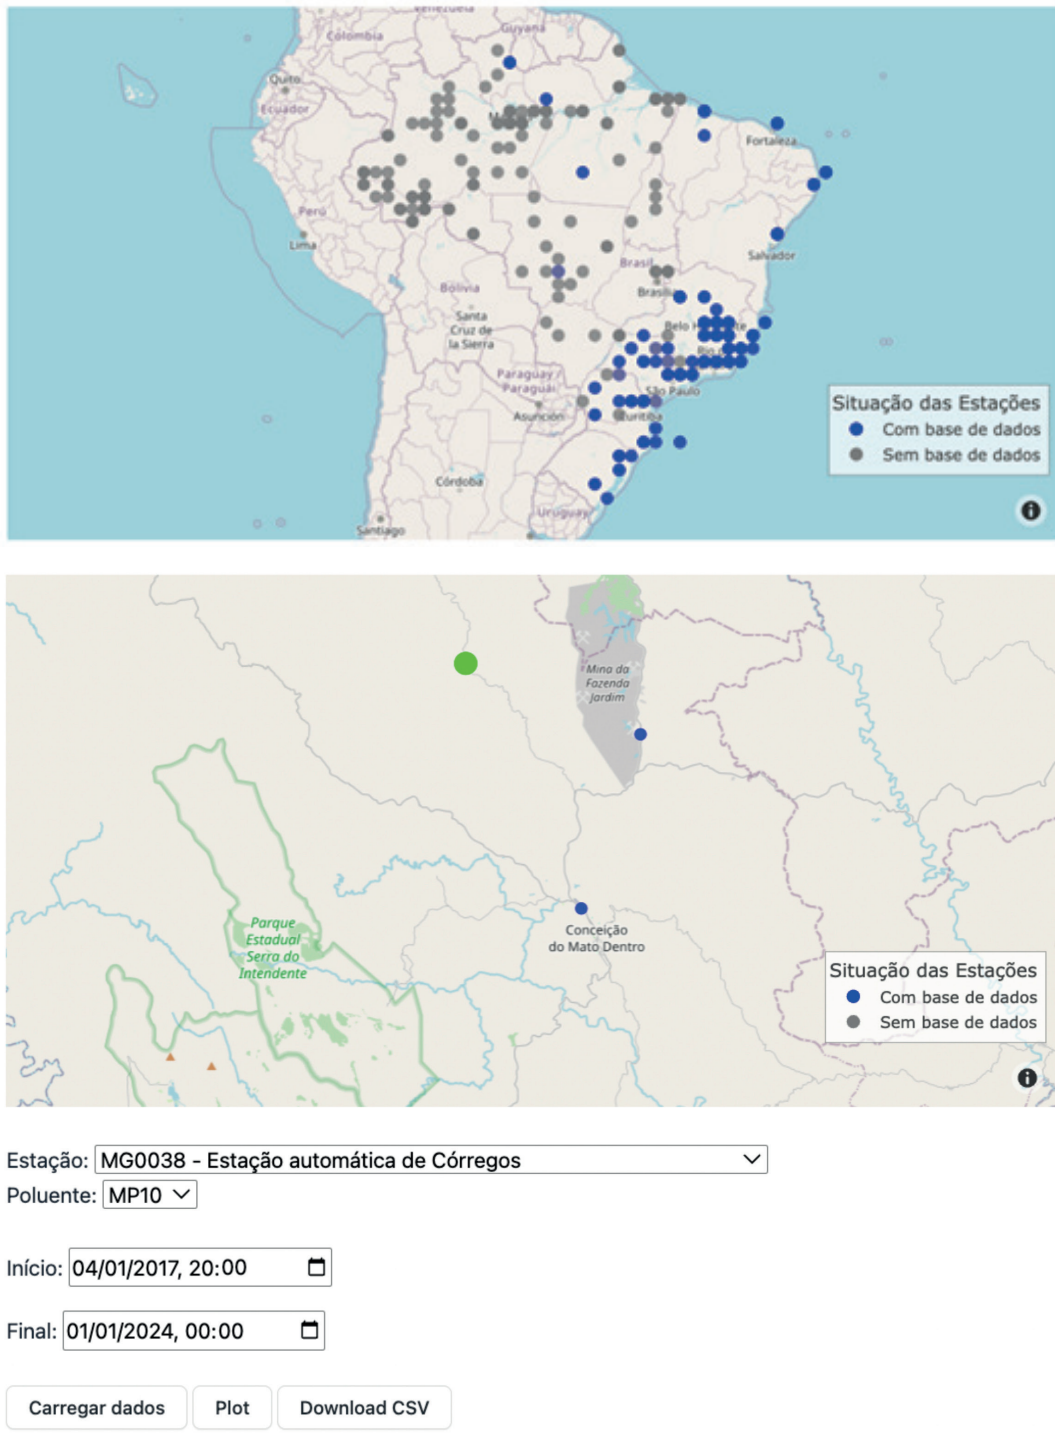 Venezuela
Colombia
Guyana
Quito
Ecuador
Fortaleza
Perú
Lima
Brasil
Salvador
Bolivia
Brasília
Santa
Cruz de
la Sierra
Belo
Paraguay /
Paraguái
São Paulo
Asunción
Curitiba
Córdoba
Uruguay
Santiago
Situação das Estações
Com base de dados
Sem base de dados
Mina da
Fazenda
Jardim
Parque
Estadual
Serra do
Intendente
Conceição
do Mato Dentro
Situação das Estações
Com base de dados
Sem base de dados
Estação: MG0038 - Estação automática de Córregos
Poluente: MP10
Início: 04/01/2017, 20:00
Final: 01/01/2024, 00:00
Carregar dados Plot Download CSV